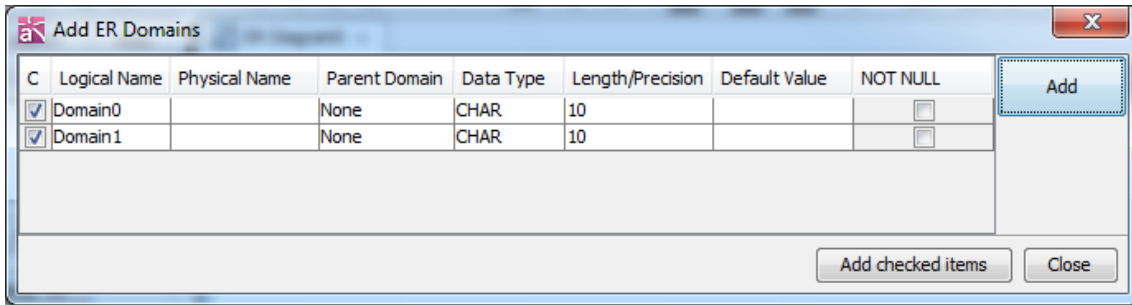 Add ER Domains
C Logical Name Physical Name Parent Domain Data Type Length/Precision Default Value NOT NULL
Add
Domain0 None CHAR 10
Domain1 None CHAR 10
Add checked items Close